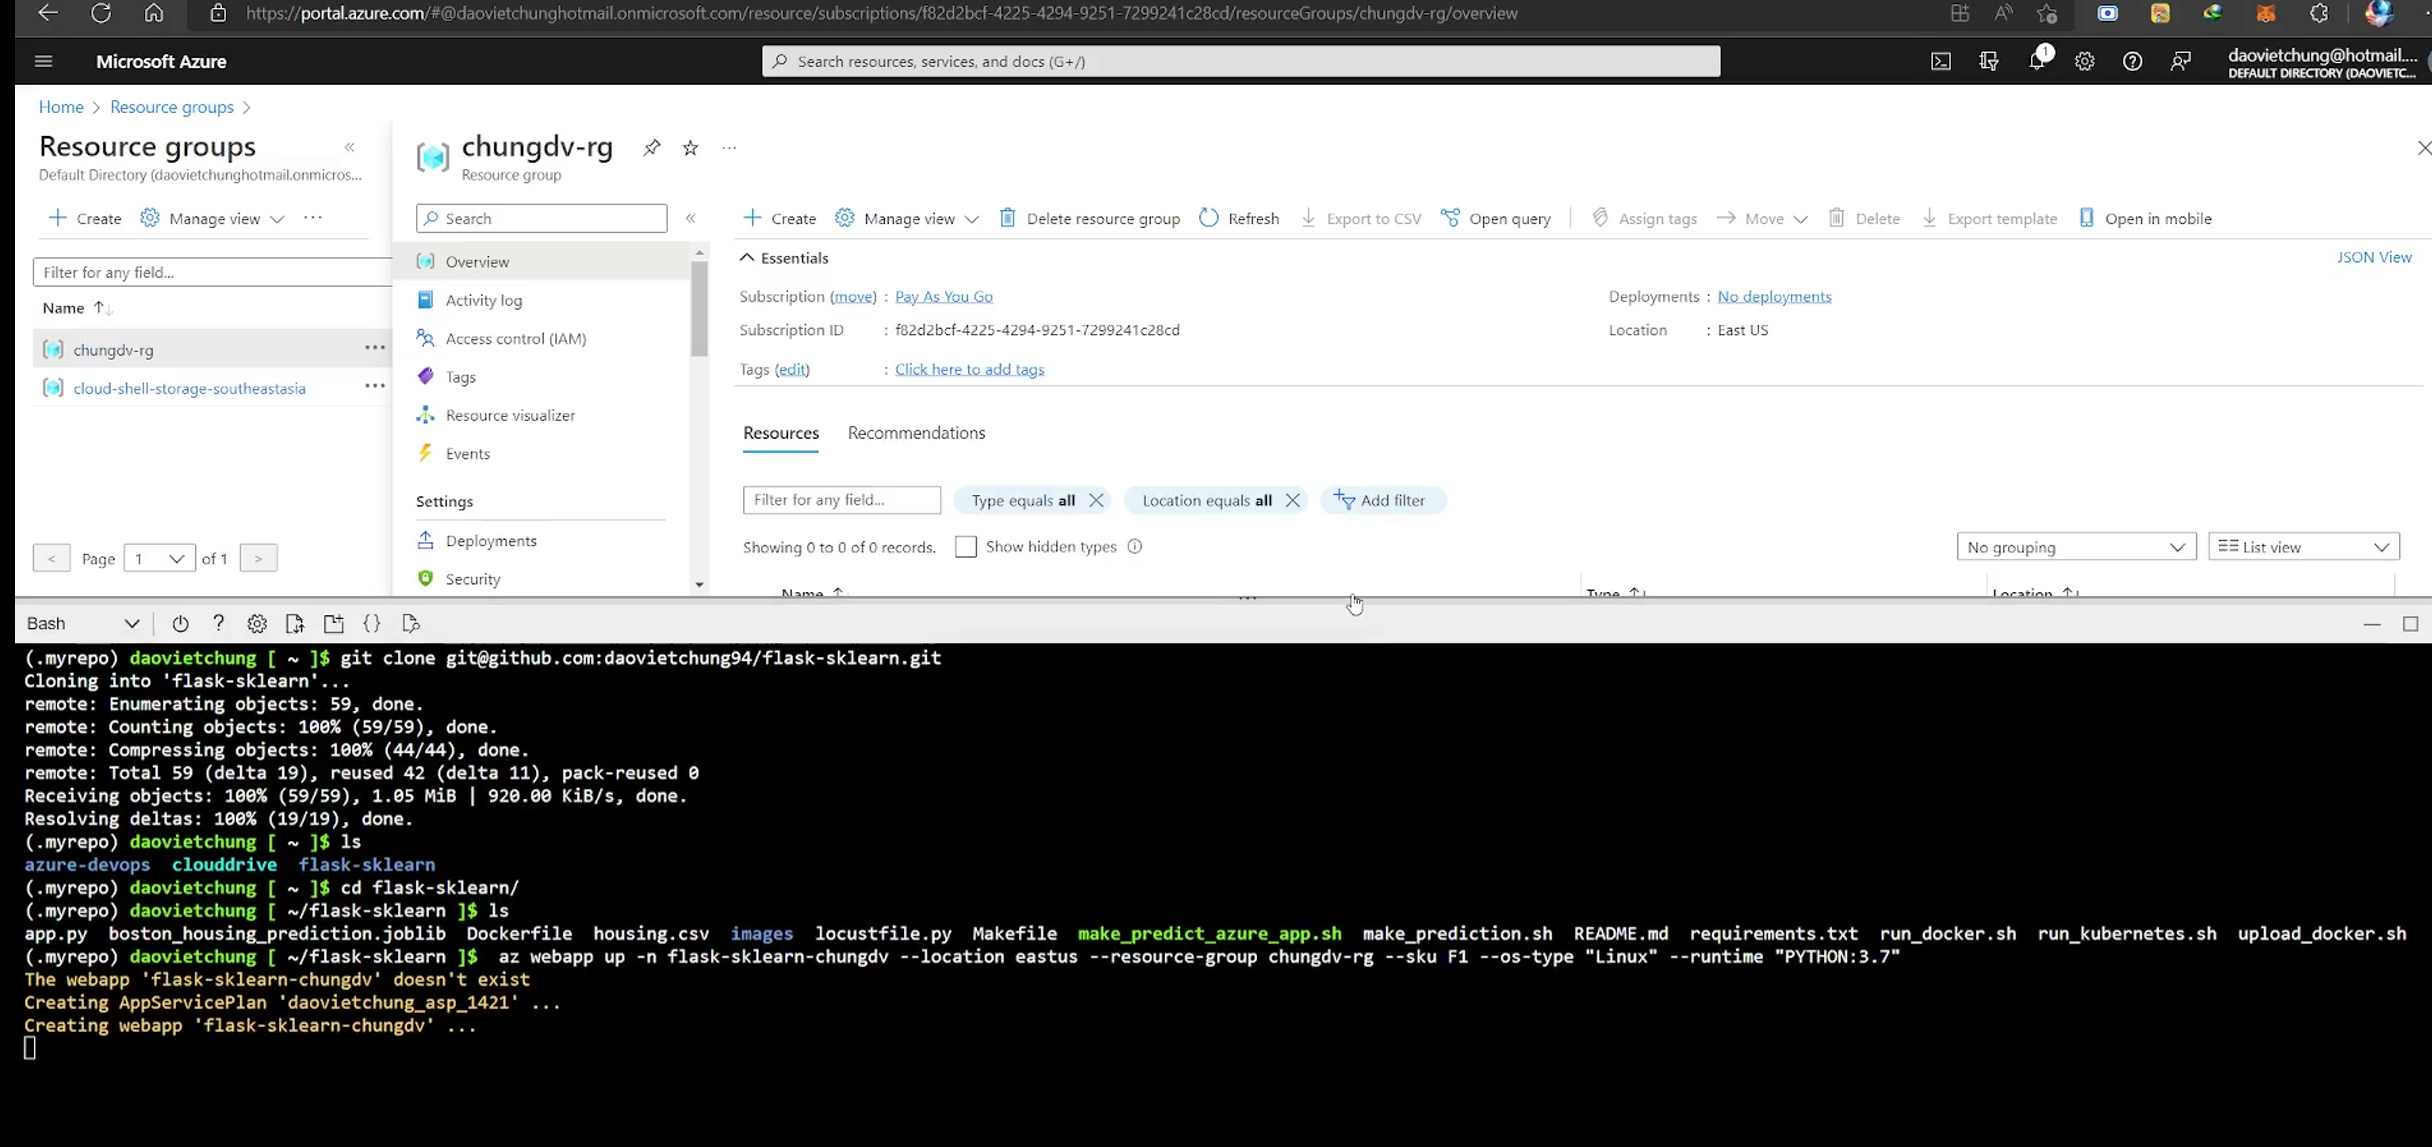 https://portal.azure.com/#@daovietchunghotmail.onmicrosoft.com/resource/subscriptions/f82d2bcf-4225-4294-9251-7299241c28cd/resourceGroups/chungdv-rg/overview
Microsoft Azure
Search resources, services, and docs (G+/)
1
daovietchung@hotmail....
DEFAULT DIRECTORY (DAOVIETC...
Home > Resource groups >
Resource groups
Default Directory (daovietchunghotmail.onmicros...
Create
Manage view
...
Filter for any field...
Name
chungdv-rg
...
cloud-shell-storage-southeastasia
...
< Page 1 of 1 >
chungdv-rg
...
Resource group
Search
Overview
Activity log
Access control (IAM)
Tags
Resource visualizer
Events
Settings
Deployments
Security
Create
Manage view
Delete resource group
Refresh
Export to CSV
Open query
Assign tags
Move
Delete
Export template
Open in mobile
Essentials
JSON View
Subscription (move) : Pay As You Go
Deployments : No deployments
Subscription ID : f82d2bcf-4225-4294-9251-7299241c28cd
Location : East US
Tags (edit) : Click here to add tags
Resources Recommendations
Filter for any field...
Type equals all
Location equals all
Add filter
Showing 0 to 0 of 0 records.
Show hidden types
No grouping
List view
Name
Type
Location
Bash
?
{}
(.myrepo) daovietchung [ ~ ]$ git clone git@github.com:daovietchung94/flask-sklearn.git
Cloning into 'flask-sklearn'...
remote: Enumerating objects: 59, done.
remote: Counting objects: 100% (59/59), done.
remote: Compressing objects: 100% (44/44), done.
remote: Total 59 (delta 19), reused 42 (delta 11), pack-reused 0
Receiving objects: 100% (59/59), 1.05 MiB | 920.00 KiB/s, done.
Resolving deltas: 100% (19/19), done.
(.myrepo) daovietchung [ ~ ]$ ls
azure-devops clouddrive flask-sklearn
(.myrepo) daovietchung [ ~ ]$ cd flask-sklearn/
(.myrepo) daovietchung [ ~/flask-sklearn ]$ ls
app.py boston_housing_prediction.joblib Dockerfile housing.csv images locustfile.py Makefile make_predict_azure_app.sh make_prediction.sh README.md requirements.txt run_docker.sh run_kubernetes.sh upload_docker.sh
(.myrepo) daovietchung [ ~/flask-sklearn ]$ az webapp up -n flask-sklearn-chungdv --location eastus --resource-group chungdv-rg --sku F1 --os-type "Linux" --runtime "PYTHON:3.7"
The webapp 'flask-sklearn-chungdv' doesn't exist
Creating AppServicePlan 'daovietchung_asp_1421' ...
Creating webapp 'flask-sklearn-chungdv' ...